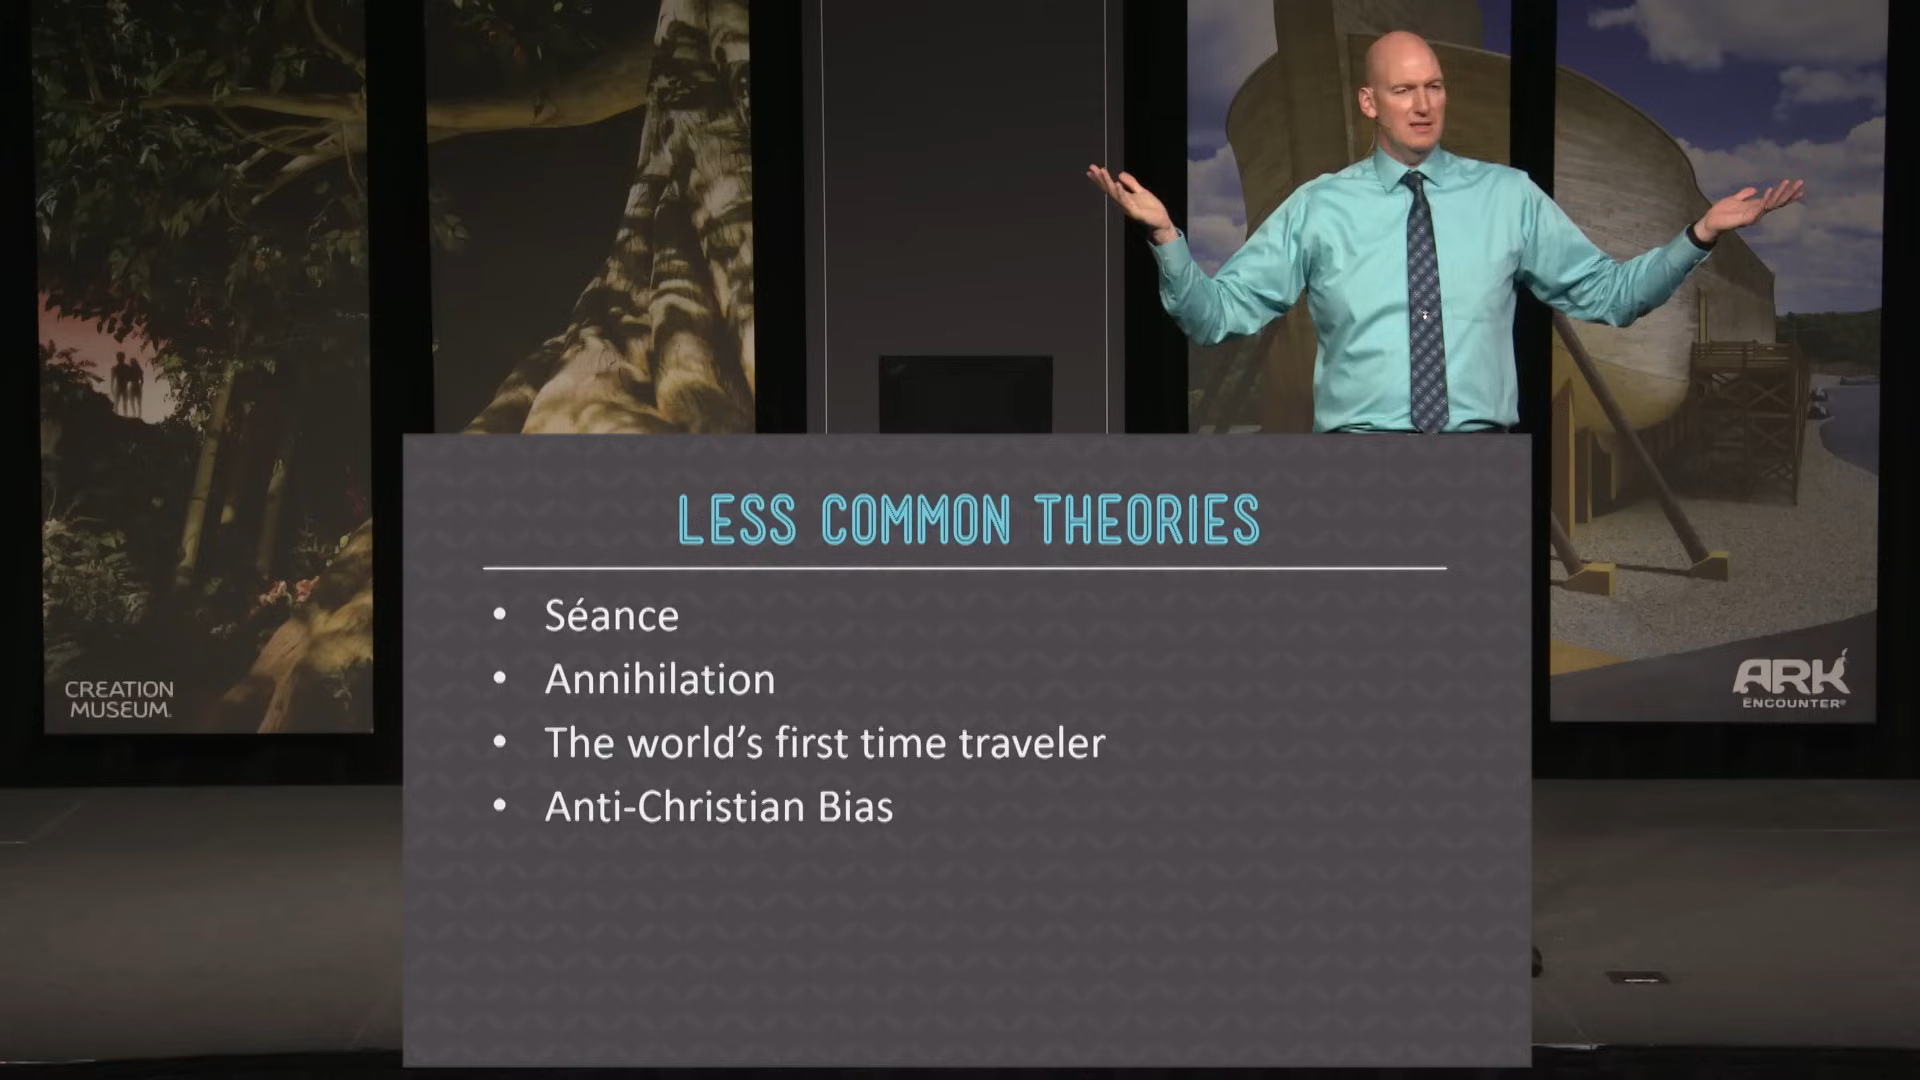 CREATION
MUSEUM
ARK
ENCOUNTER
LESS COMMON THEORIES
• Séance
• Annihilation
• The world’s first time traveler
• Anti-Christian Bias